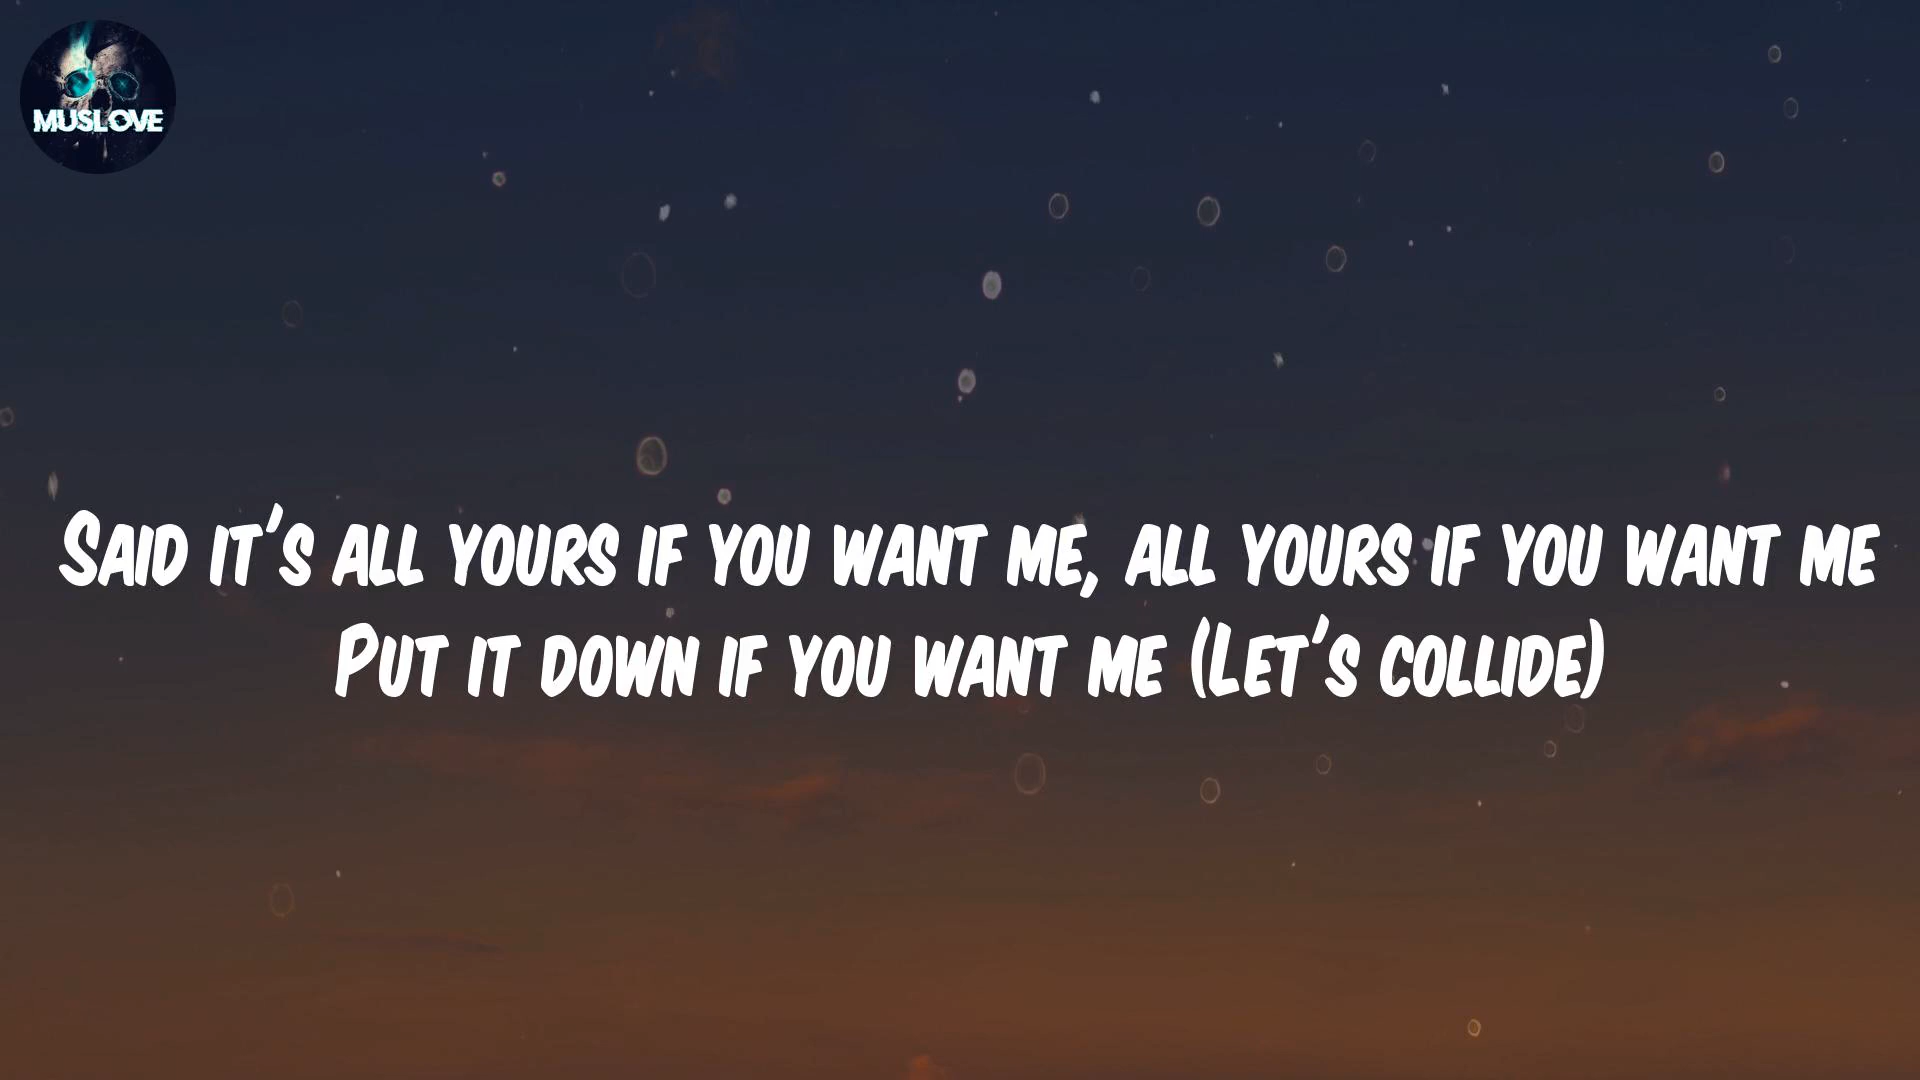 MUSLOVE
Said it's all yours if you want me, all yours if you want me
Put it down if you want me (Let's collide)